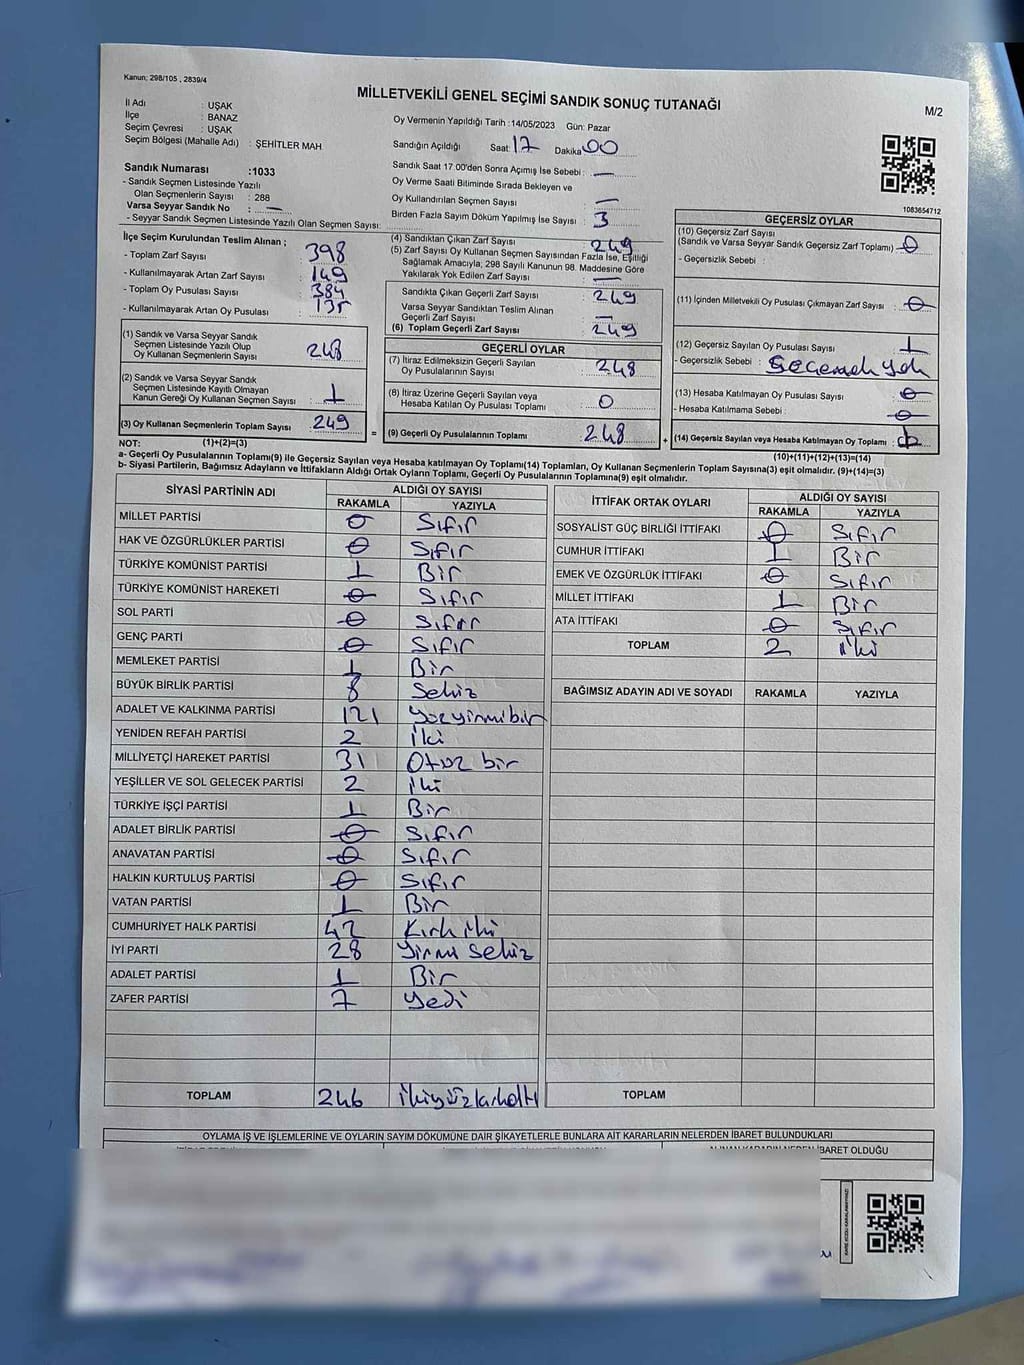 Kanun: 298/105 , 2839/4
MİLLETVEKİLİ GENEL SEÇİMİ SANDIK SONUÇ TUTANAĞI
M/2
İl Adı : UŞAK
İlçe : BANAZ
Seçim Çevresi : UŞAK
Seçim Bölgesi (Mahalle Adı) : ŞEHİTLER MAH.
Oy Vermenin Yapıldığı Tarih :14/05/2023 Gün: Pazar
Sandığın Açıldığı Saat: 17 Dakika: 00
Sandık Saat 17.00'den Sonra Açımış İse Sebebi : —
Oy Verme Saati Bitiminde Sırada Bekleyen ve
Oy Kullandırılan Seçmen Sayısı : —
Birden Fazla Sayım Döküm Yapılmış İse Sayısı : 3
Sandık Numarası :1033
- Sandık Seçmen Listesinde Yazılı
Olan Seçmenlerin Sayısı : 288
Varsa Seyyar Sandık No : —
- Seyyar Sandık Seçmen Listesinde Yazılı Olan Seçmen Sayısı:
1083654712
İlçe Seçim Kurulundan Teslim Alınan ;
- Toplam Zarf Sayısı : 398
- Kullanılmayarak Artan Zarf Sayısı : 149
- Toplam Oy Pusulası Sayısı : 384
- Kullanılmayarak Artan Oy Pusulası : 135
(1) Sandık ve Varsa Seyyar Sandık
Seçmen Listesinde Yazılı Olup
Oy Kullanan Seçmenlerin Sayısı : 248
(2) Sandık ve Varsa Seyyar Sandık
Seçmen Listesinde Kayıtlı Olmayan
Kanun Gereği Oy Kullanan Seçmen Sayısı : 1
(3) Oy Kullanan Seçmenlerin Toplam Sayısı : 249
(4) Sandıktan Çıkan Zarf Sayısı : 249
(5) Zarf Sayısı Oy Kullanan Seçmen Sayısından Fazla İse, Eşitliği
Sağlamak Amacıyla, 298 Sayılı Kanunun 98. Maddesine Göre
Yakılarak Yok Edilen Zarf Sayısı : —
Sandıkta Çıkan Geçerli Zarf Sayısı : 249
Varsa Seyyar Sandıktan Teslim Alınan
Geçerli Zarf Sayısı : —
(6) Toplam Geçerli Zarf Sayısı : 249
GEÇERLİ OYLAR
(7) İtiraz Edilmeksizin Geçerli Sayılan
Oy Pusulalarının Sayısı : 248
(8) İtiraz Üzerine Geçerli Sayılan veya
Hesaba Katılan Oy Pusulası Toplamı : 0
(9) Geçerli Oy Pusulalarının Toplamı : 248
GEÇERSİZ OYLAR
(10) Geçersiz Zarf Sayısı
(Sandık ve Varsa Seyyar Sandık Geçersiz Zarf Toplamı) : 0
- Geçersizlik Sebebi :
(11) İçinden Milletvekili Oy Pusulası Çıkmayan Zarf Sayısı : 0
(12) Geçersiz Sayılan Oy Pusulası Sayısı : 1
- Geçersizlik Sebebi :
(13) Hesaba Katılmayan Oy Pusulası Sayısı : 0
- Hesaba Katılmama Sebebi : 0
(14) Geçersiz Sayılan veya Hesaba Katılmayan Oy Toplamı :
NOT: (1)+(2)=(3)
(10)+(11)+(12)+(13)=(14)
a- Geçerli Oy Pusulalarının Toplamı(9) ile Geçersiz Sayılan veya Hesaba katılmayan Oy Toplamı(14) Toplamları, Oy Kullanan Seçmenlerin Toplam Sayısına(3) eşit olmalıdır. (9)+(14)=(3)
b- Siyasi Partilerin, Bağımsız Adayların ve İttifakların Aldığı Ortak Oyların Toplamı, Geçerli Oy Pusulalarının Toplamına(9) eşit olmalıdır.
SİYASİ PARTİNİN ADI ALDIĞI OY SAYISI
RAKAMLA YAZIYLA
MİLLET PARTİSİ 0 Sıfır
HAK VE ÖZGÜRLÜKLER PARTİSİ 0 Sıfır
TÜRKİYE KOMÜNİST PARTİSİ 1 Bir
TÜRKİYE KOMÜNİST HAREKETİ 0 Sıfır
SOL PARTİ 0 Sıfır
GENÇ PARTİ 0 Sıfır
MEMLEKET PARTİSİ 1 Bir
BÜYÜK BİRLİK PARTİSİ 8 Sekiz
ADALET VE KALKINMA PARTİSİ 121 Yüzyirmibir
YENİDEN REFAH PARTİSİ 2 İki
MİLLİYETÇİ HAREKET PARTİSİ 31 Otuz bir
YEŞİLLER VE SOL GELECEK PARTİSİ 2 iki
TÜRKİYE İŞÇİ PARTİSİ 1 Bir
ADALET BİRLİK PARTİSİ 0 Sıfır
ANAVATAN PARTİSİ 0 Sıfır
HALKIN KURTULUŞ PARTİSİ 0 Sıfır
VATAN PARTİSİ 1 Bir
CUMHURİYET HALK PARTİSİ 42 Kırk iki
İYİ PARTİ 28 Yirmi sekiz
ADALET PARTİSİ 1 Bir
ZAFER PARTİSİ 7 Yedi
TOPLAM 246 ikiyüzkırkaltı
İTTİFAK ORTAK OYLARI ALDIĞI OY SAYISI
RAKAMLA YAZIYLA
SOSYALİST GÜÇ BİRLİĞİ İTTİFAKI 0 Sıfır
CUMHUR İTTİFAKI 1 Bir
EMEK VE ÖZGÜRLÜK İTTİFAKI 0 Sıfır
MİLLET İTTİFAKI 1 Bir
ATA İTTİFAKI 0 Sıfır
TOPLAM 2 iki
BAĞIMSIZ ADAYIN ADI VE SOYADI RAKAMLA YAZIYLA
TOPLAM
OYLAMA İŞ VE İŞLEMLERİNE VE OYLARIN SAYIM DÖKÜMÜNE DAİR ŞİKAYETLERLE BUNLARA AİT KARARLARIN NELERDEN İBARET BULUNDUKLARI
İBARET OLDUĞU